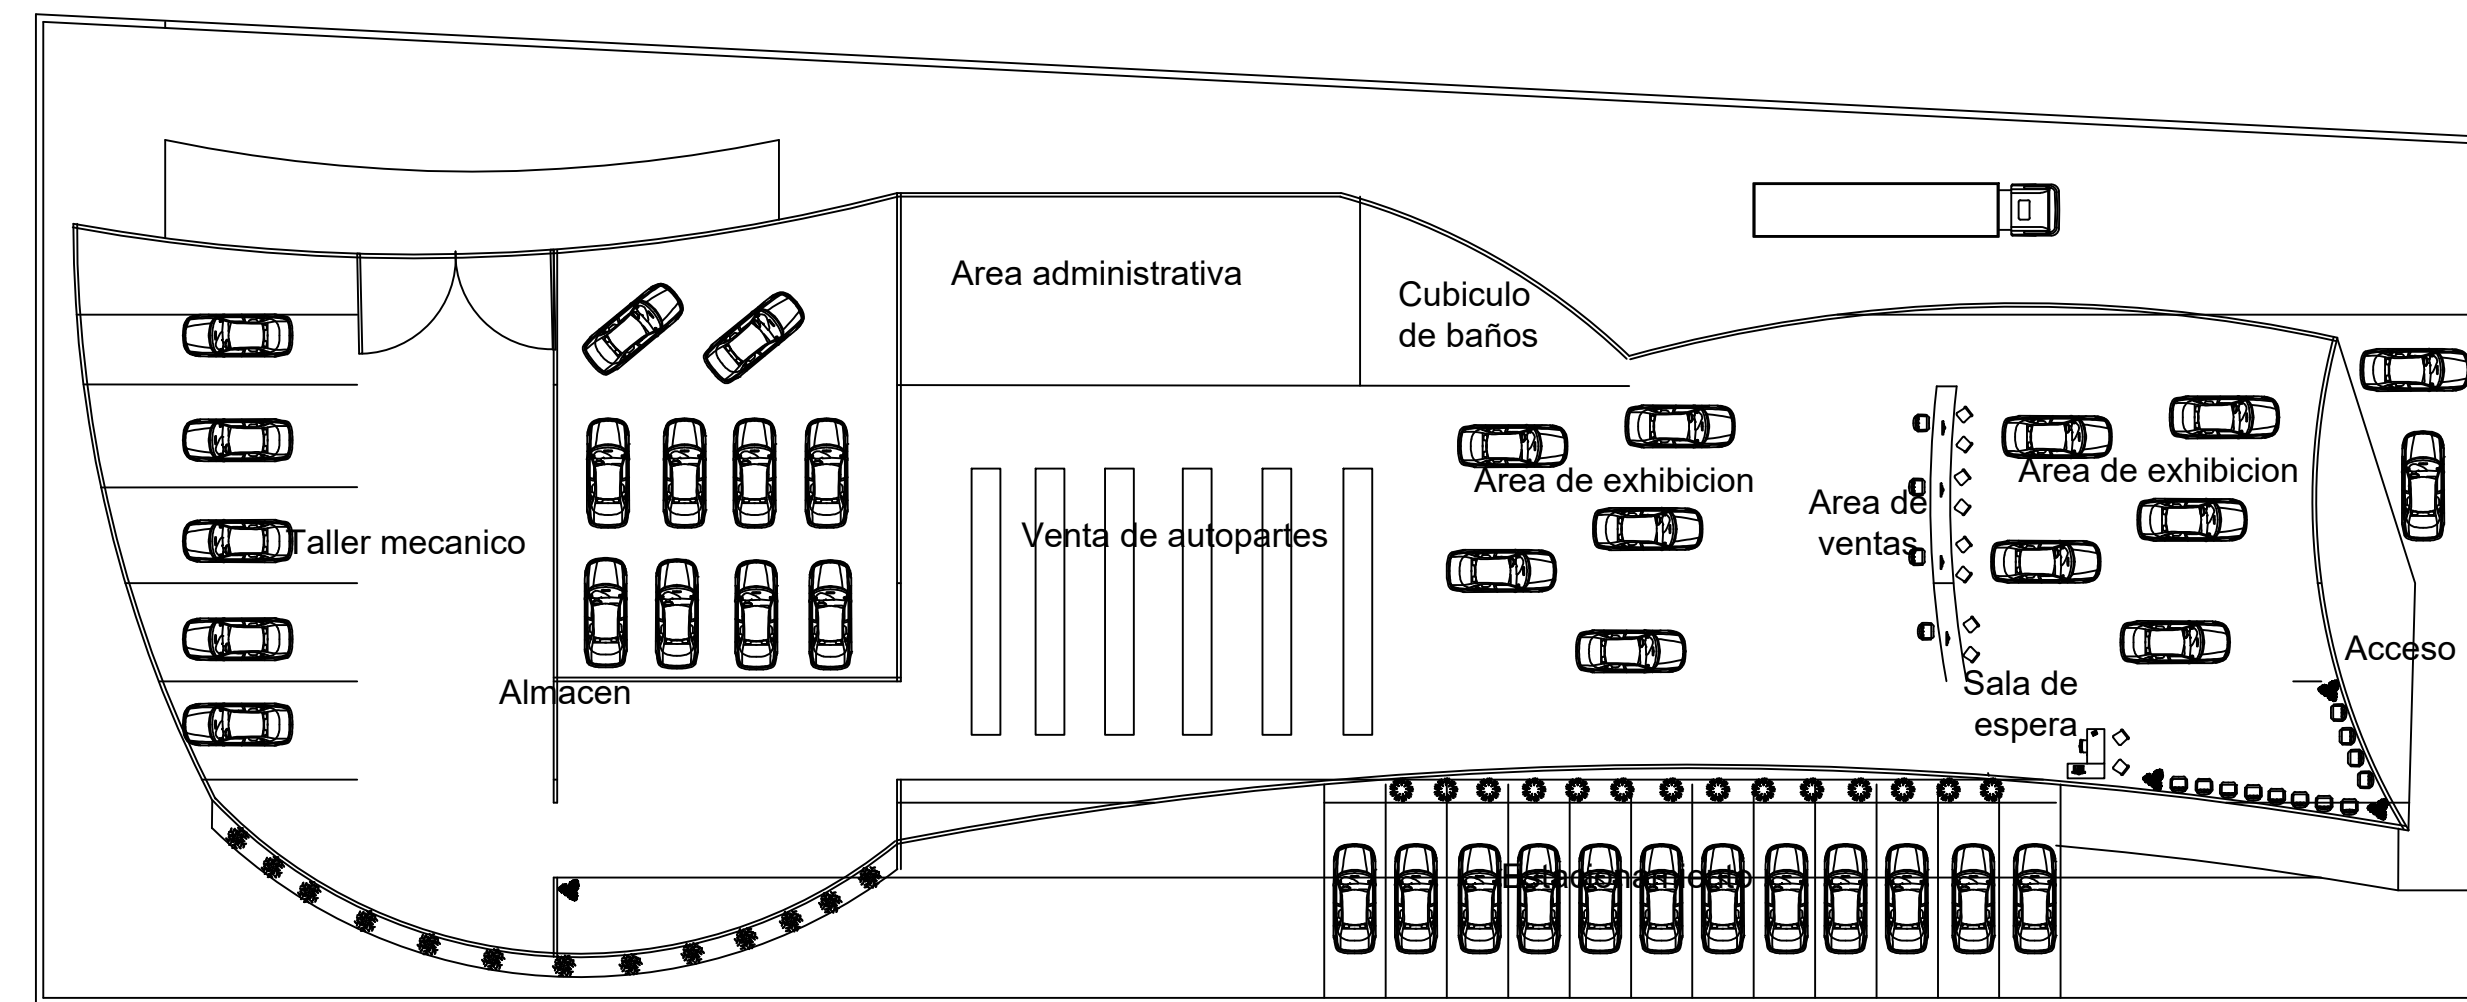 Area administrativa
Cubiculo
de baños
Area de exhibicion
Area de exhibicion
Area de
ventas
Venta de autopartes
Taller mecanico
Acceso
Almacen
Sala de
espera
Estacionamiento